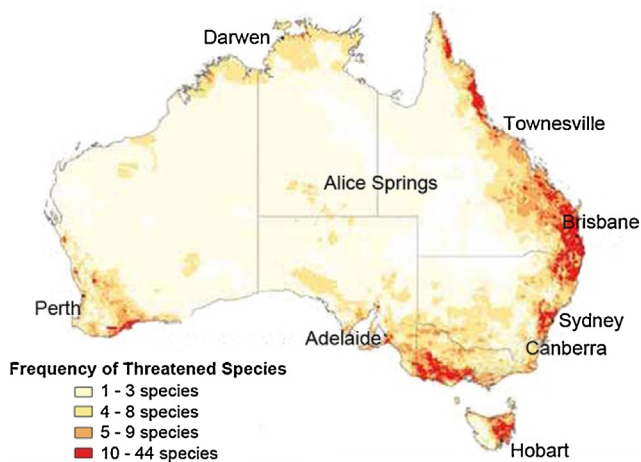 Darwen
Townesville
Alice Springs
Brisbane
Perth
Sydney
Adelaide
Canberra
Frequency of Threatened Species
1 - 3 species
4 - 8 species
5 - 9 species
10 - 44 species
Hobart